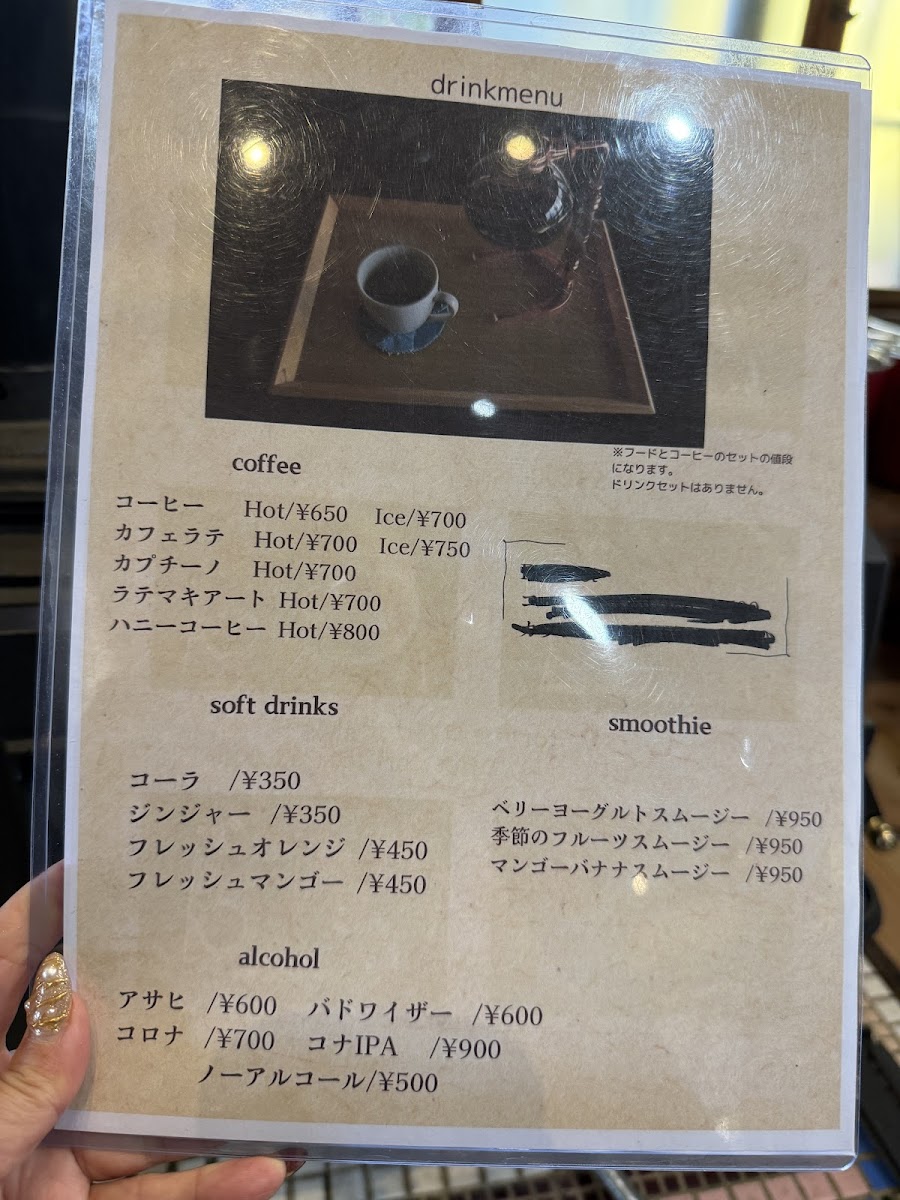 drinkmenu
※フードとコーヒーのセットの値段
になります。
ドリンクセットはありません。
coffee
コーヒー Hot/¥650 Ice/¥700
カフェラテ Hot/¥700 Ice/¥750
カプチーノ Hot/¥700
ラテマキアート Hot/¥700
ハニーコーヒー Hot/¥800
soft drinks
コーラ /¥350
ジンジャー /¥350
フレッシュオレンジ /¥450
フレッシュマンゴー /¥450
smoothie
ベリーヨーグルトスムージー /¥950
季節のフルーツスムージー /¥950
マンゴーバナナスムージー /¥950
alcohol
アサヒ /¥600 バドワイザー /¥600
コロナ /¥700 コナIPA /¥900
ノーアルコール/¥500